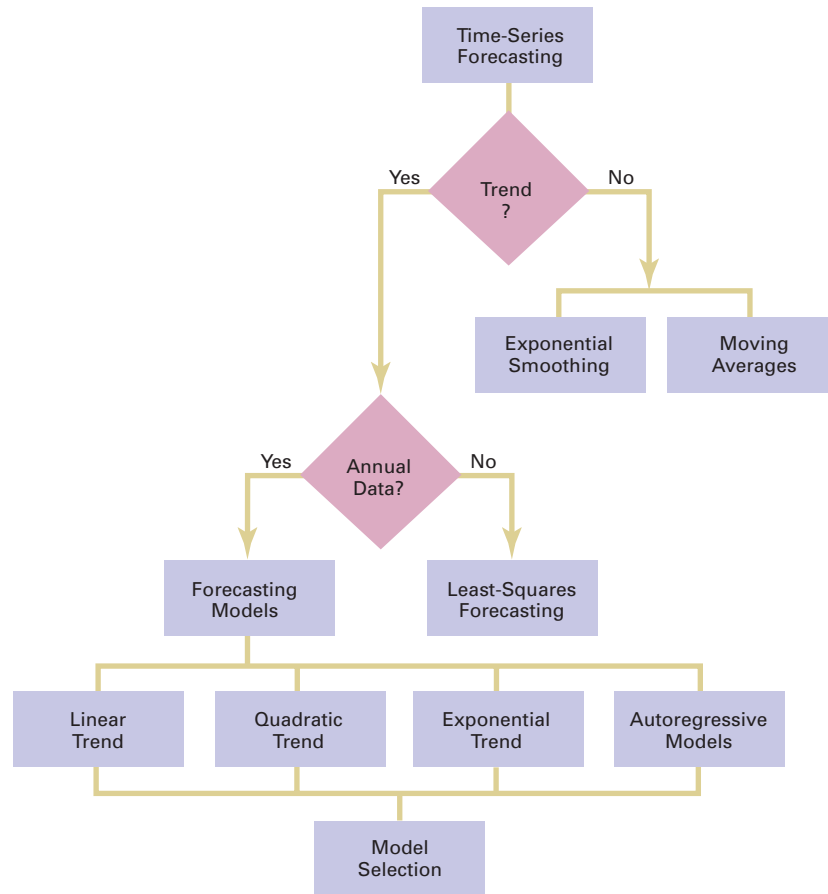 Time-Series
Forecasting
Yes
Trend
?
No
Exponential
Smoothing
Moving
Averages
Yes
Annual
Data?
No
Forecasting
Models
Least-Squares
Forecasting
Linear
Trend
Quadratic
Trend
Exponential
Trend
Autoregressive
Models
Model
Selection